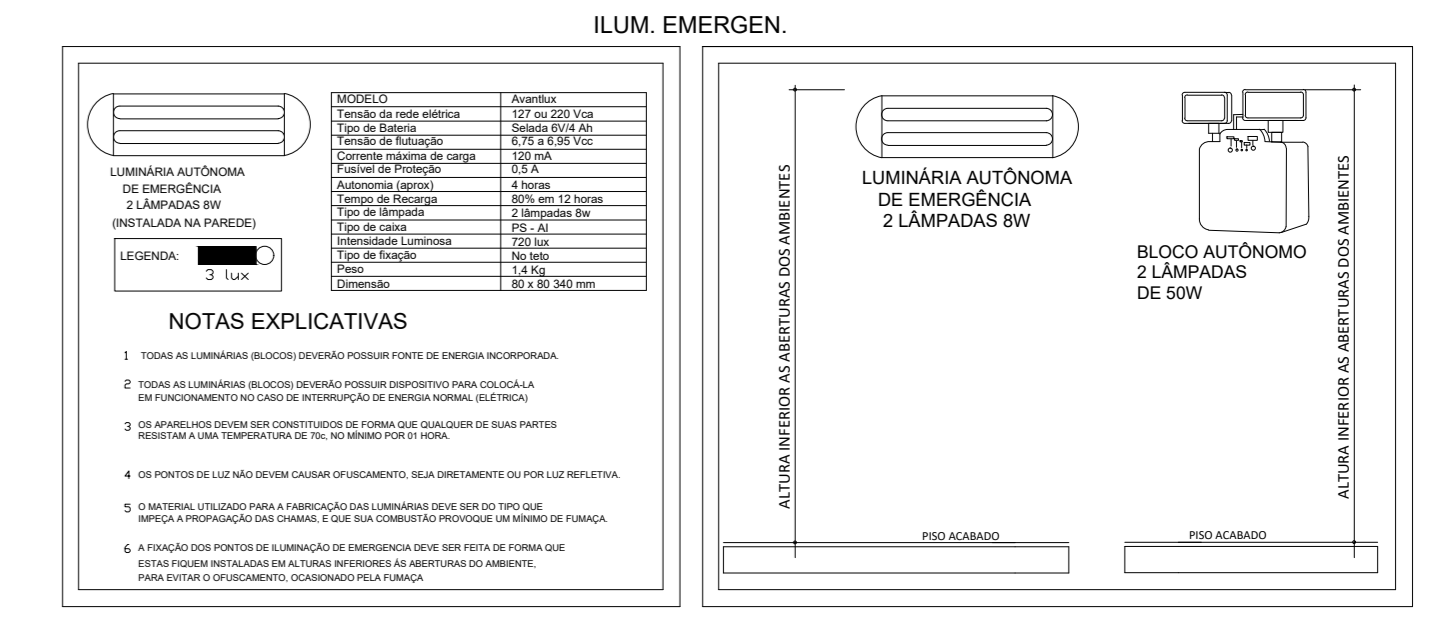 ILUM. EMERGEN.
LUMINÁRIA AUTÔNOMA
DE EMERGÊNCIA
2 LÂMPADAS 8W
(INSTALADA NA PAREDE)
LEGENDA:
3 lux
MODELO Avantlux
Tensão da rede elétrica 127 ou 220 Vca
Tipo de Bateria Selada 6V/4 Ah
Tensão de flutuação 6,75 a 6,95 Vcc
Corrente máxima de carga 120 mA
Fusível de Proteção 0,5 A
Autonomia (aprox) 4 horas
Tempo de Recarga 80% em 12 horas
Tipo de lâmpada 2 lâmpadas 8w
Tipo de caixa PS - AI
Intensidade Luminosa 720 lux
Tipo de fixação No teto
Peso 1,4 Kg
Dimensão 80 x 80 340 mm
NOTAS EXPLICATIVAS
1 TODAS AS LUMINÁRIAS (BLOCOS) DEVERÃO POSSUIR FONTE DE ENERGIA INCORPORADA.
2 TODAS AS LUMINÁRIAS (BLOCOS) DEVERÃO POSSUIR DISPOSITIVO PARA COLOCÁ-LA
EM FUNCIONAMENTO NO CASO DE INTERRUPÇÃO DE ENERGIA NORMAL (ELÉTRICA)
3 OS APARELHOS DEVEM SER CONSTITUIDOS DE FORMA QUE QUALQUER DE SUAS PARTES
RESISTAM A UMA TEMPERATURA DE 70c, NO MÍNIMO POR 01 HORA.
4 OS PONTOS DE LUZ NÃO DEVEM CAUSAR OFUSCAMENTO, SEJA DIRETAMENTE OU POR LUZ REFLETIVA.
5 O MATERIAL UTILIZADO PARA A FABRICAÇÃO DAS LUMINÁRIAS DEVE SER DO TIPO QUE
IMPEÇA A PROPAGAÇÃO DAS CHAMAS, E QUE SUA COMBUSTÃO PROVOQUE UM MÍNIMO DE FUMAÇA.
6 A FIXAÇÃO DOS PONTOS DE ILUMINAÇÃO DE EMERGENCIA DEVE SER FEITA DE FORMA QUE
ESTAS FIQUEM INSTALADAS EM ALTURAS INFERIORES ÁS ABERTURAS DO AMBIENTE,
PARA EVITAR O OFUSCAMENTO, OCASIONADO PELA FUMAÇA
ALTURA INFERIOR AS ABERTURAS DOS AMBIENTES
LUMINÁRIA AUTÔNOMA
DE EMERGÊNCIA
2 LÂMPADAS 8W
PISO ACABADO
BLOCO AUTÔNOMO
2 LÂMPADAS
DE 50W
ALTURA INFERIOR AS ABERTURAS DOS AMBIENTES
PISO ACABADO